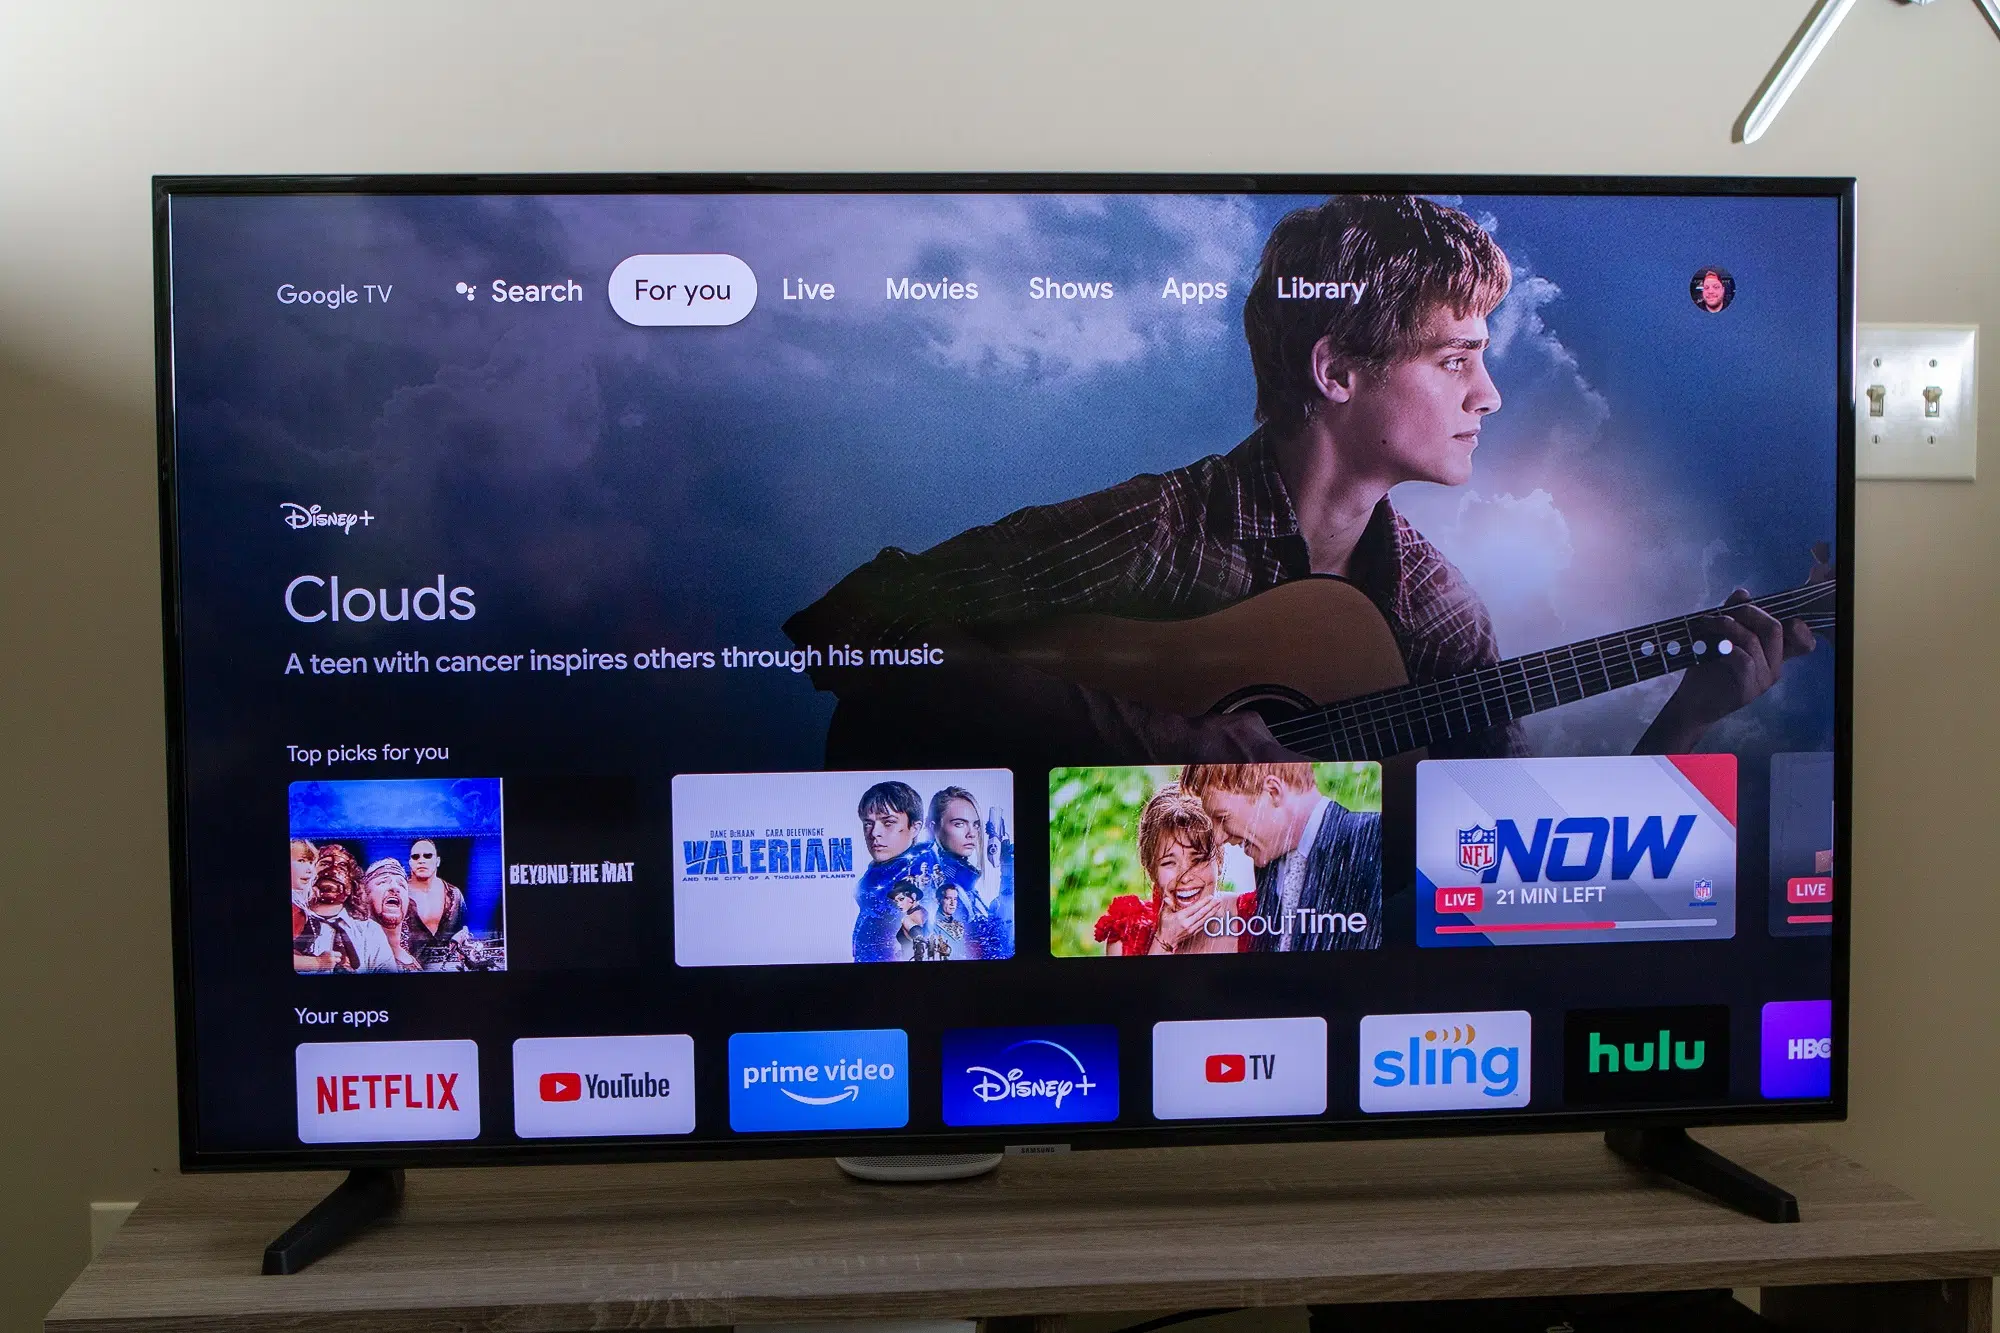 Google TV
Search
For you
Live
Movies
Shows
Apps
Library
Disney+
Clouds
A teen with cancer inspires others through his music
Top picks for you
BEYOND THE MAT
DANE DeHAAN CARA DELEVINGNE
VALERIAN
AND THE CITY OF A THOUSAND PLANETS
aboutTime
NFL NOW
LIVE 21 MIN LEFT
NFL
LIVE
Your apps
NETFLIX
YouTube
prime video
Disney+
TV
sling
hulu
HBO
SAMSUNG